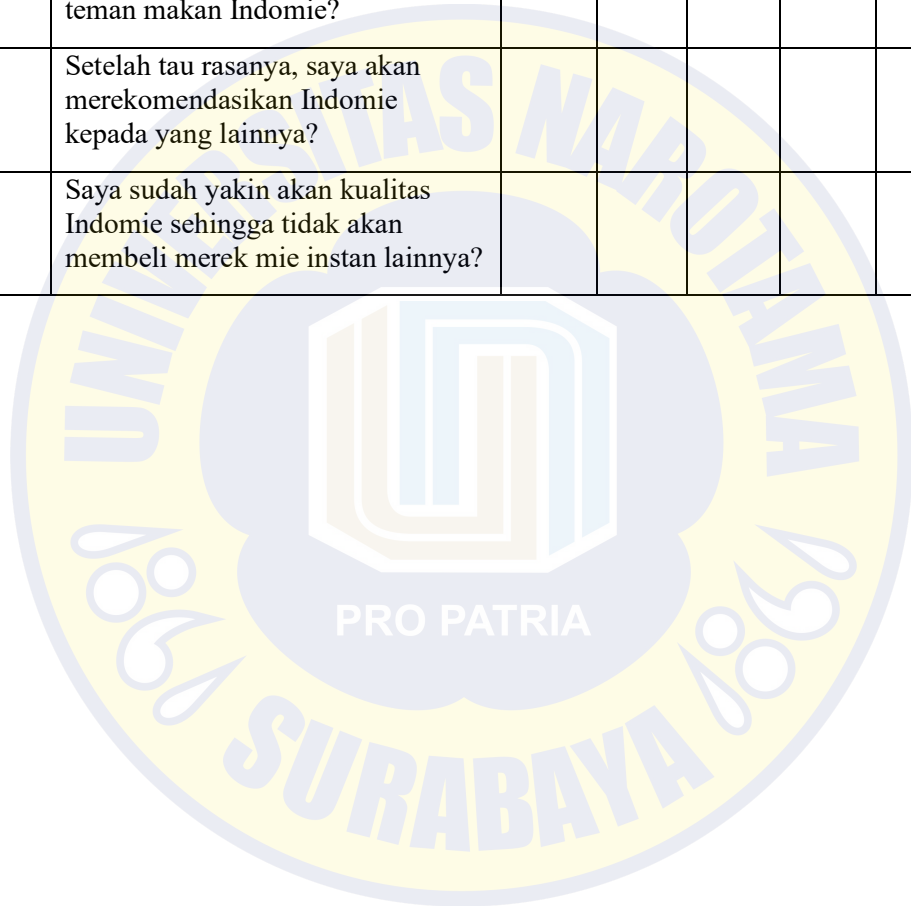 teman makan Indomie?
Setelah tau rasanya, saya akan
merekomendasikan Indomie
kepada yang lainnya?
Saya sudah yakin akan kualitas
Indomie sehingga tidak akan
membeli merek mie instan lainnya?
UNIVERSITAS NAROTAMA
PRO PATRIA
SURABAYA